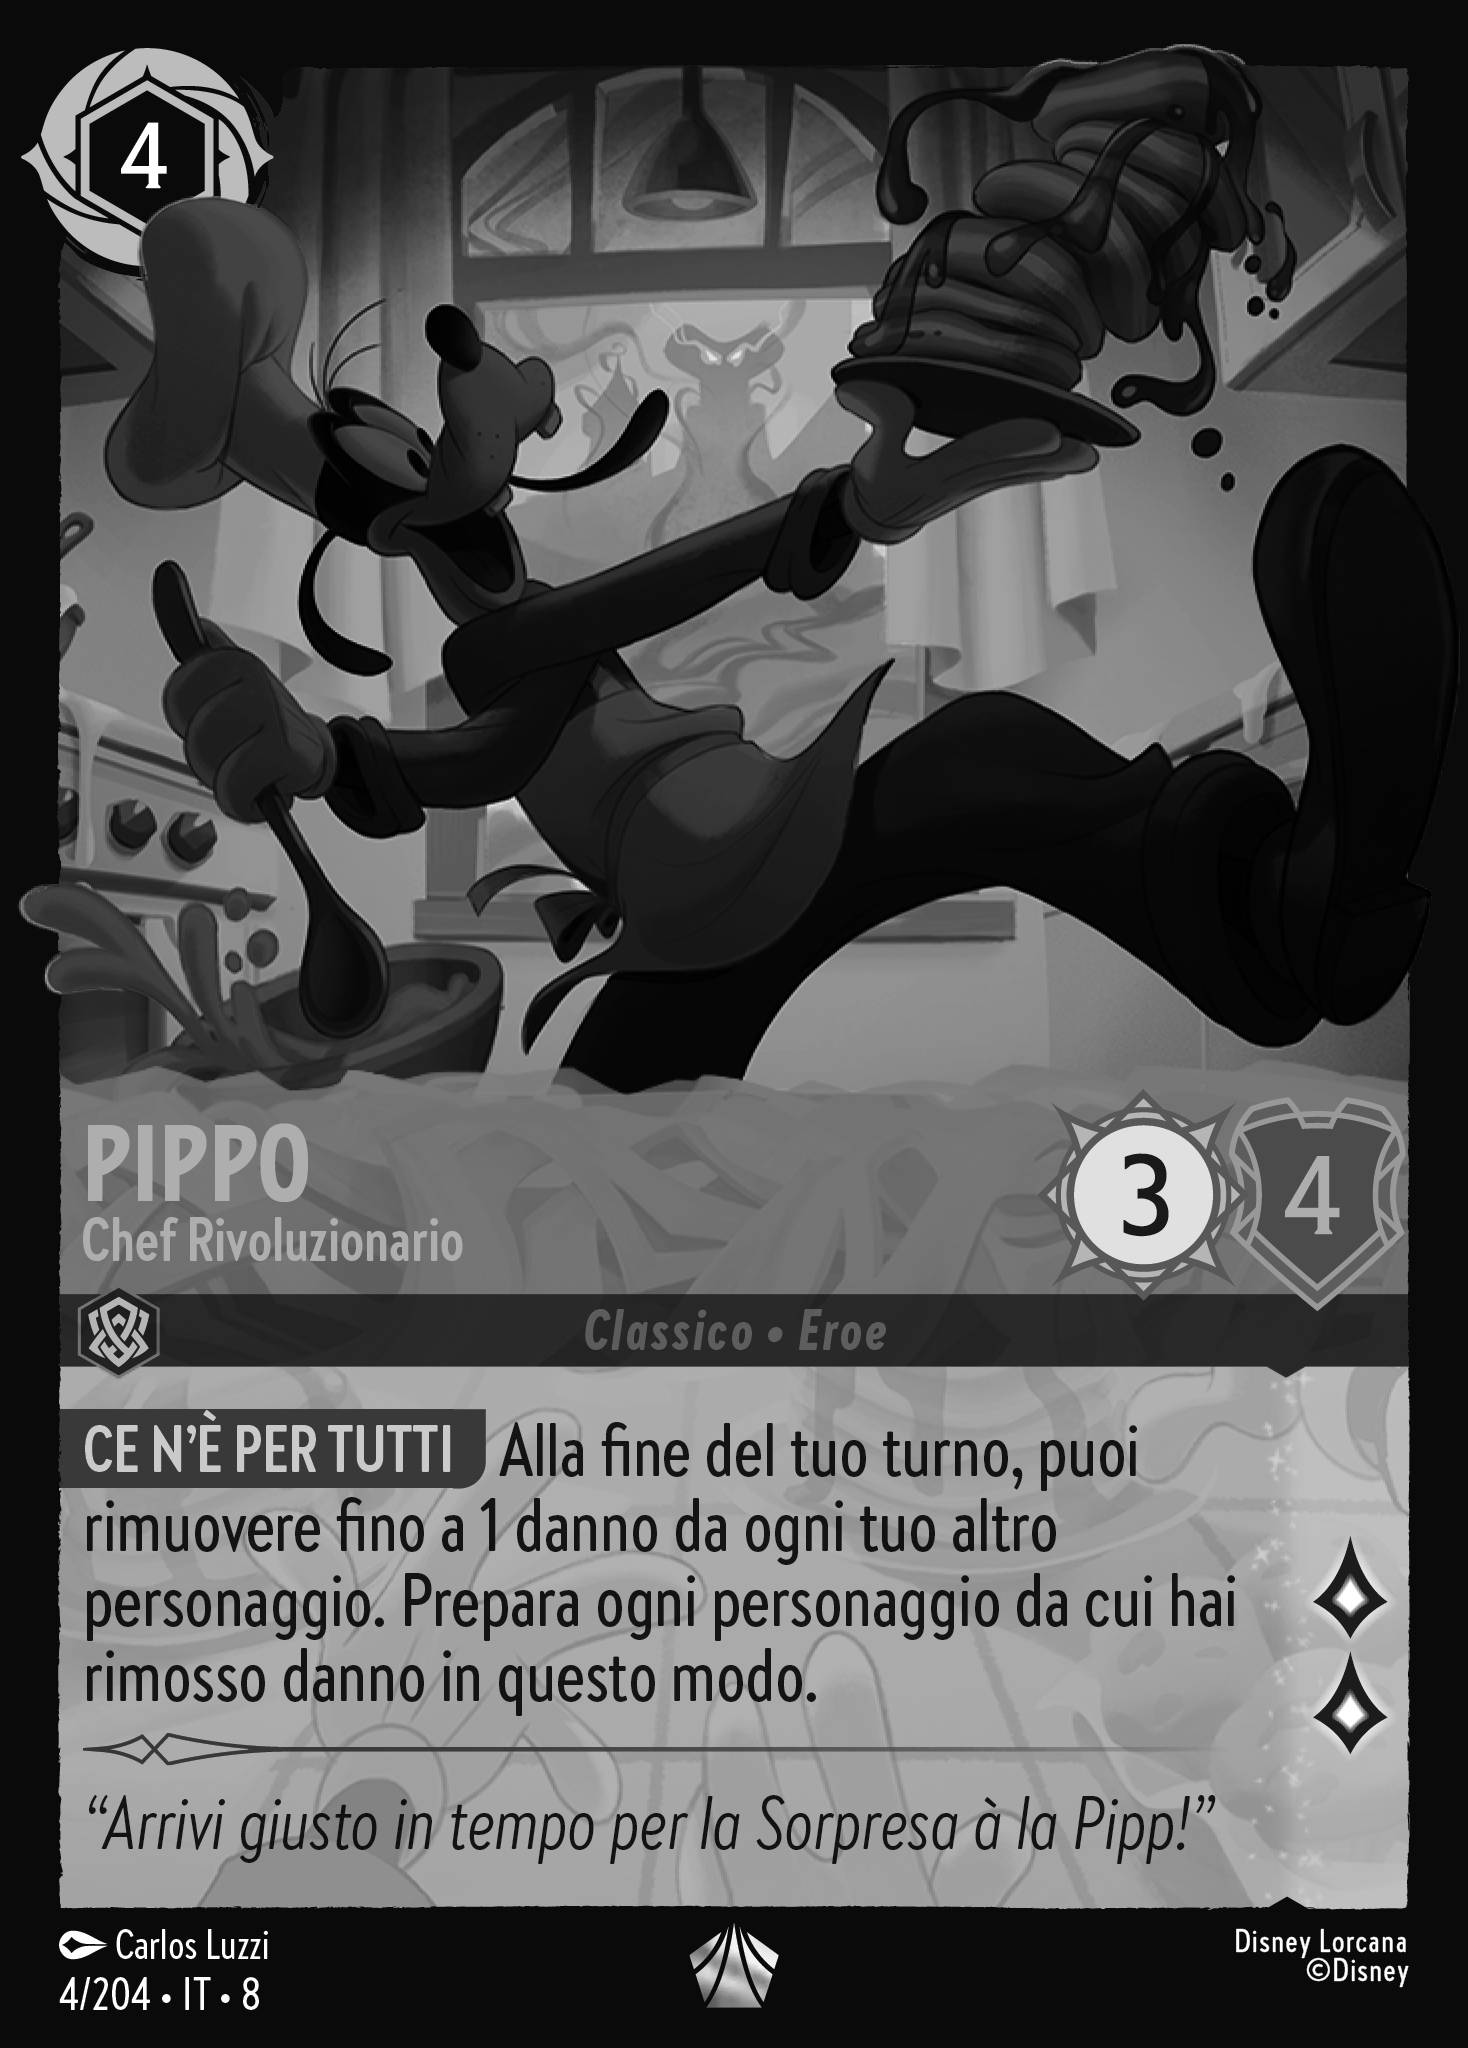 4
PIPPO
Chef Rivoluzionario
3
4
Classico • Eroe
CE N’È PER TUTTI Alla fine del tuo turno, puoi
rimuovere fino a 1 danno da ogni tuo altro
personaggio. Prepara ogni personaggio da cui hai
rimosso danno in questo modo.
“Arrivi giusto in tempo per la Sorpresa à la Pipp!”
Carlos Luzzi
4/204 • IT • 8
Disney Lorcana
©Disney